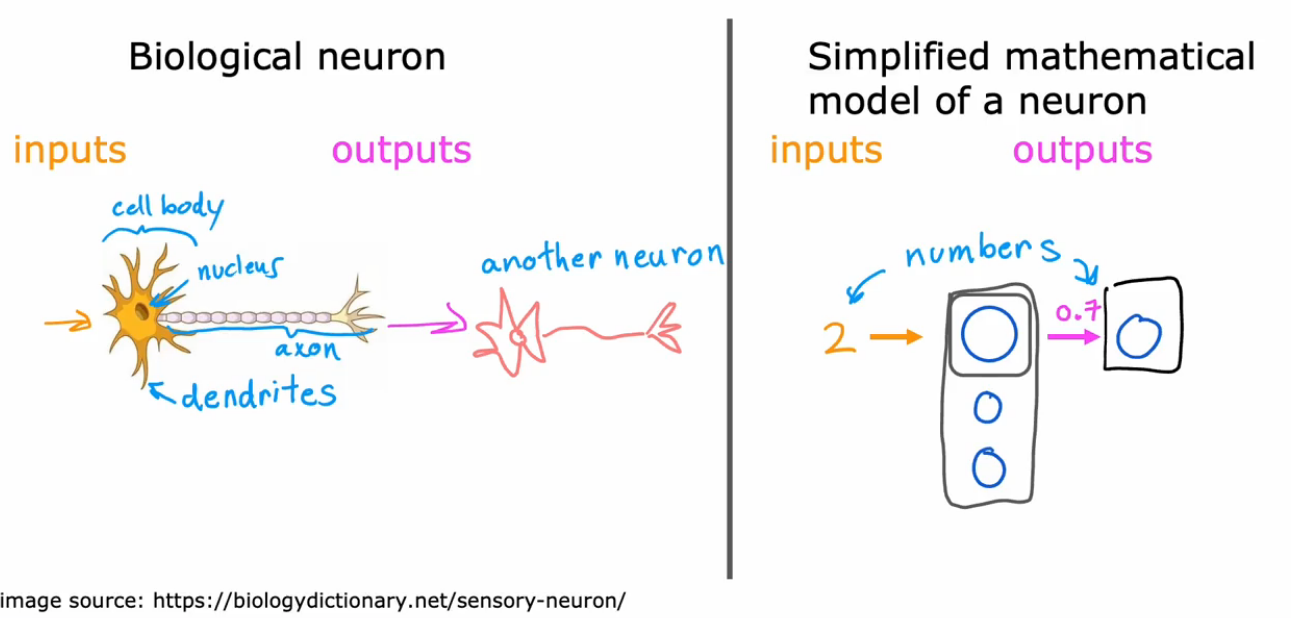 Biological neuron
inputs
outputs
cell body
nucleus
another neuron
axon
dendrites
Simplified mathematical
model of a neuron
inputs
outputs
numbers
2
0.7
image source: https://biologydictionary.net/sensory-neuron/